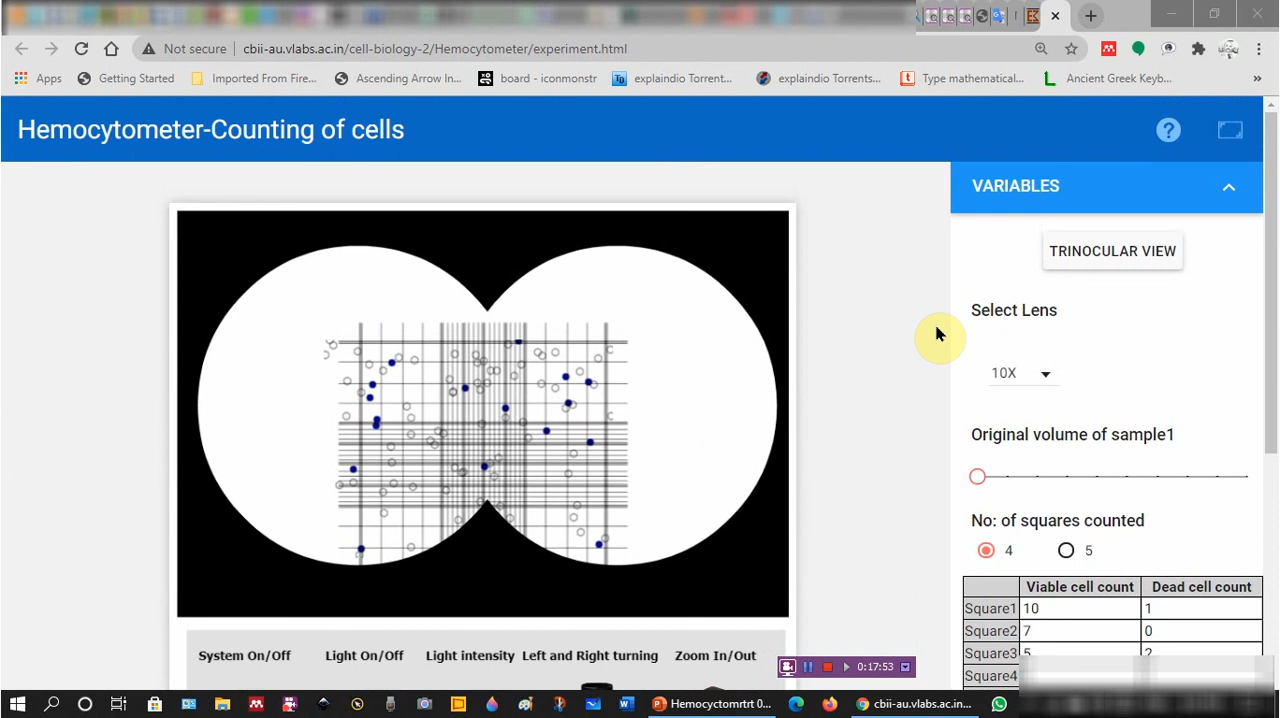 Not secure | cbii-au.vlabs.ac.in/cell-biology-2/Hemocytometer/experiment.html
Apps Getting Started Imported From Fire... Ascending Arrow In... board - iconmonstr explaindio Torrent... explaindio Torrents... Type mathematical... Ancient Greek Keyb... »
Hemocytometer-Counting of cells
VARIABLES
TRINOCULAR VIEW
Select Lens
10X
Original volume of sample1
No: of squares counted
4 5
Viable cell count Dead cell count
Square1 10 1
Square2 7 0
Square3 5 2
Square4
System On/Off Light On/Off Light intensity Left and Right turning Zoom In/Out
0:17:53
Hemocyctomrtrt 0... cbii-au.vlabs.ac.in...